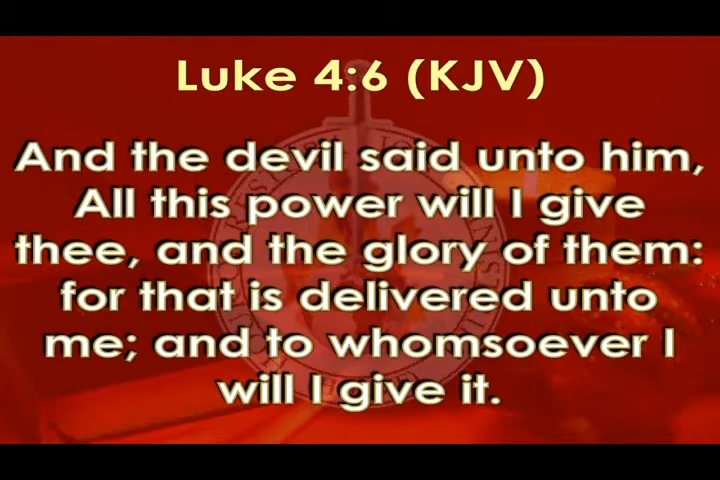 Luke 4:6 (KJV)
And the devil said unto him,
All this power will I give
thee, and the glory of them:
for that is delivered unto
me; and to whomsoever I
will I give it.